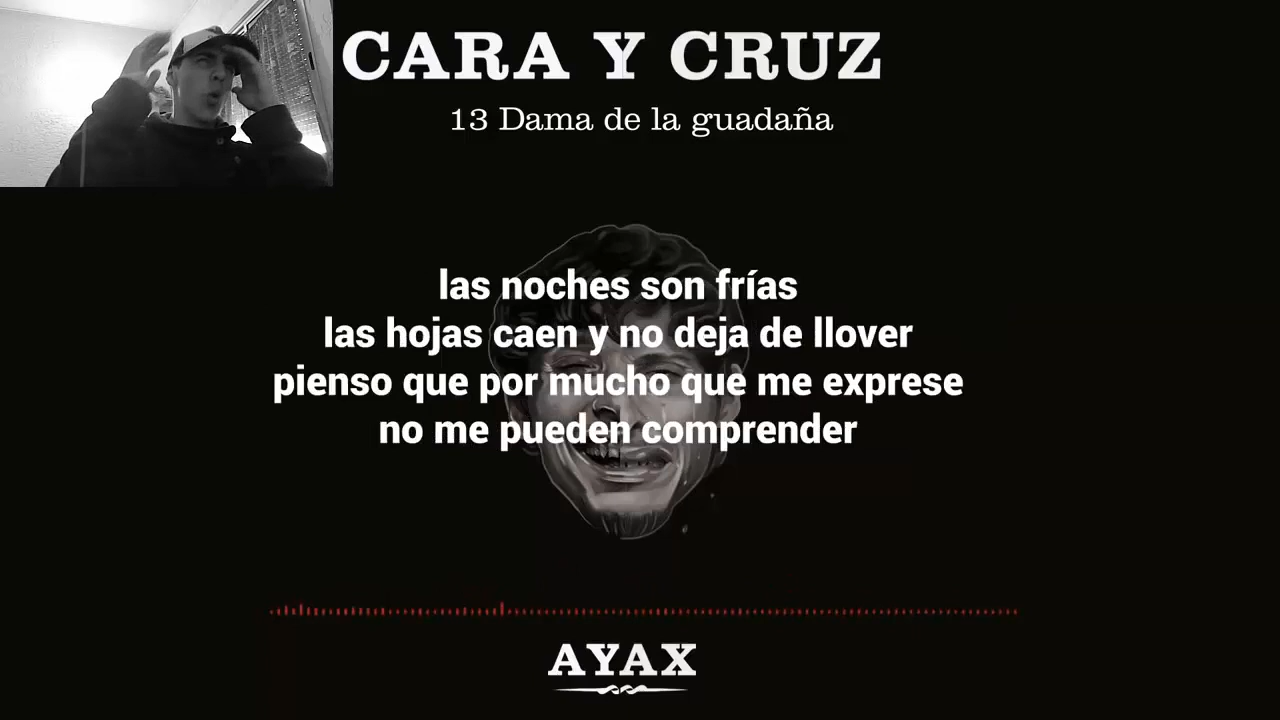 CARA Y CRUZ
13 Dama de la guadaña
las noches son frías
las hojas caen y no deja de llover
pienso que por mucho que me exprese
no me pueden comprender
AYAX